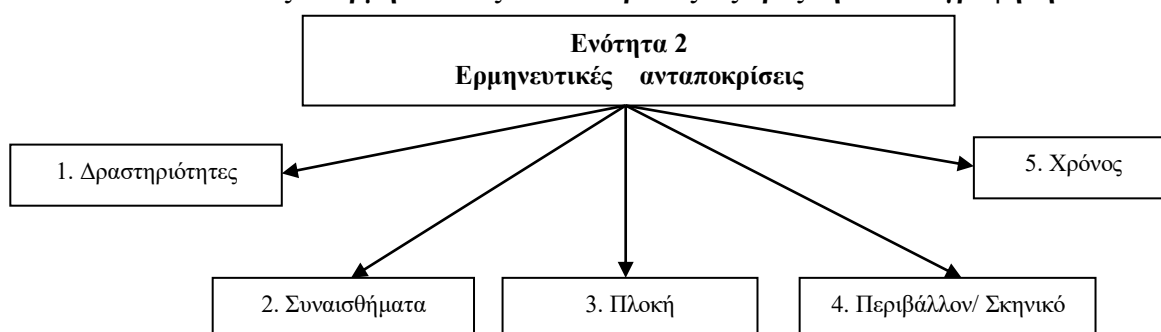 Ενότητα 2
Ερμηνευτικές ανταποκρίσεις
1. Δραστηριότητες
5. Χρόνος
2. Συναισθήματα
3. Πλοκή
4. Περιβάλλον/ Σκηνικό